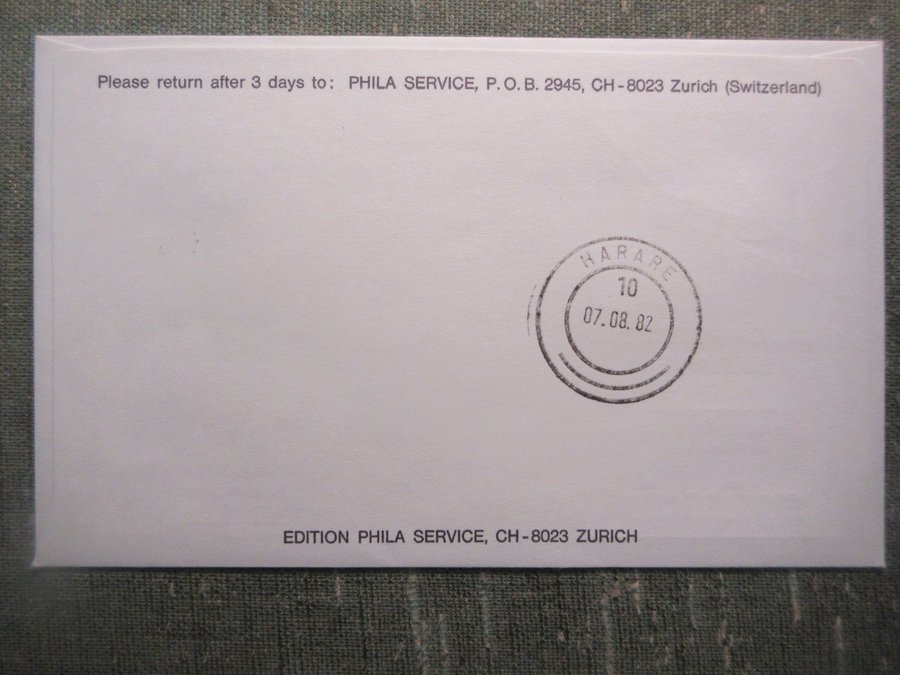 Please return after 3 days to: PHILA SERVICE, P.O.B. 2945, CH-8023 Zurich (Switzerland)
HARARE
10
07.08.82
EDITION PHILA SERVICE, CH-8023 ZURICH